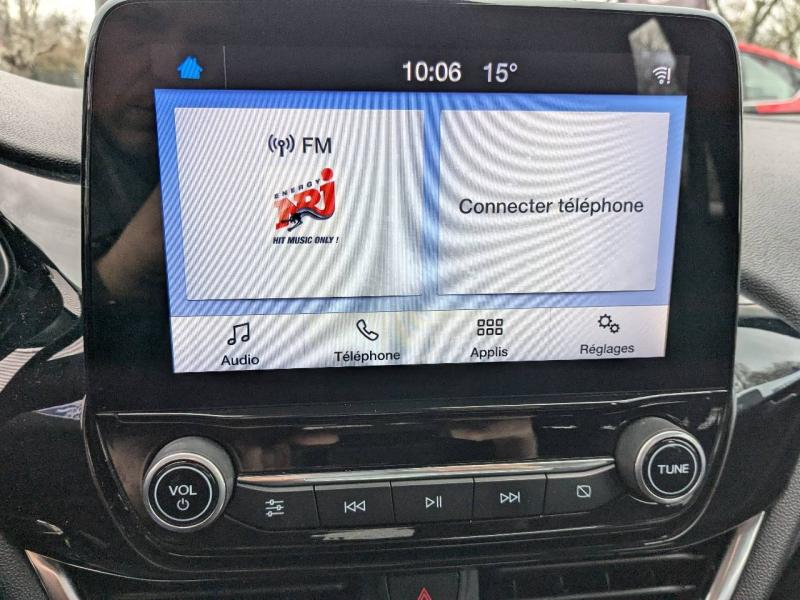 10:06 15°
FM
ENERGY
NRJ
HIT MUSIC ONLY !
Connecter téléphone
Audio
Téléphone
Applis
Réglages
VOL
TUNE